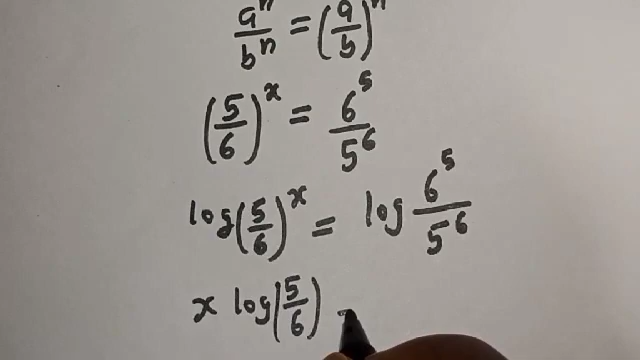 a^n/b^n = (a/b)^n
(5/6)^x = 6^5/5^6
log(5/6)^x = log 6^5/5^6
x log(5/6)